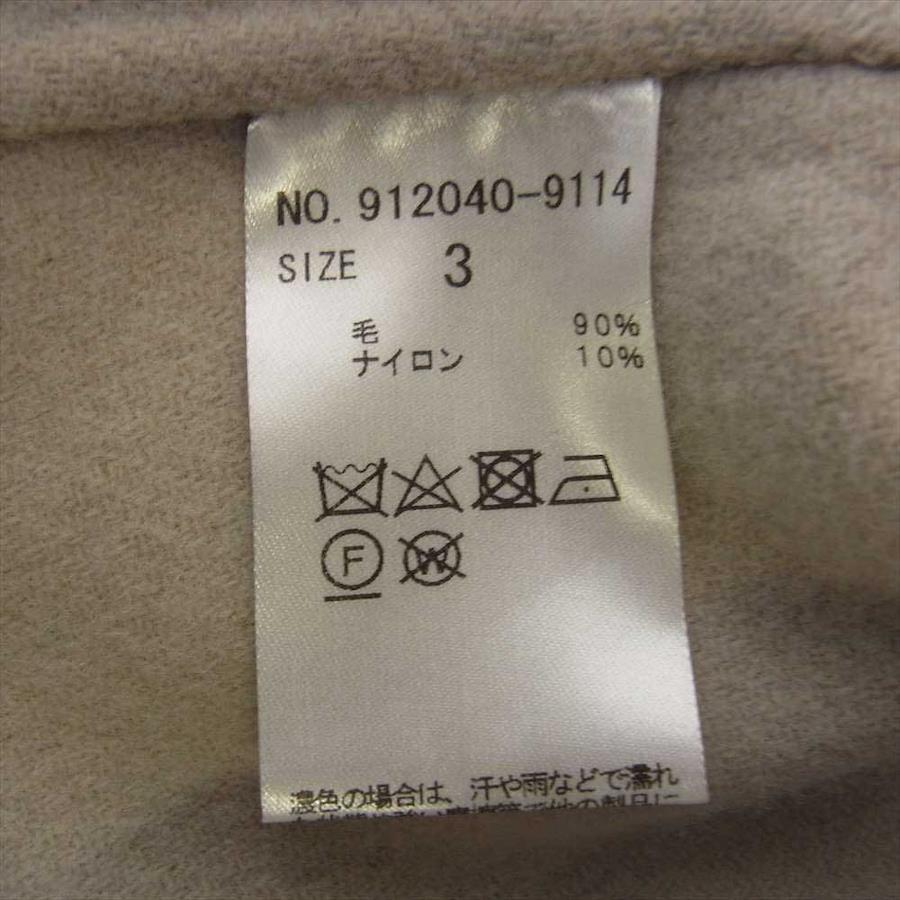 NO. 912040-9114
SIZE 3
毛 90%
ナイロン 10%
F
W
濃色の場合は、汗や雨などで濡れ